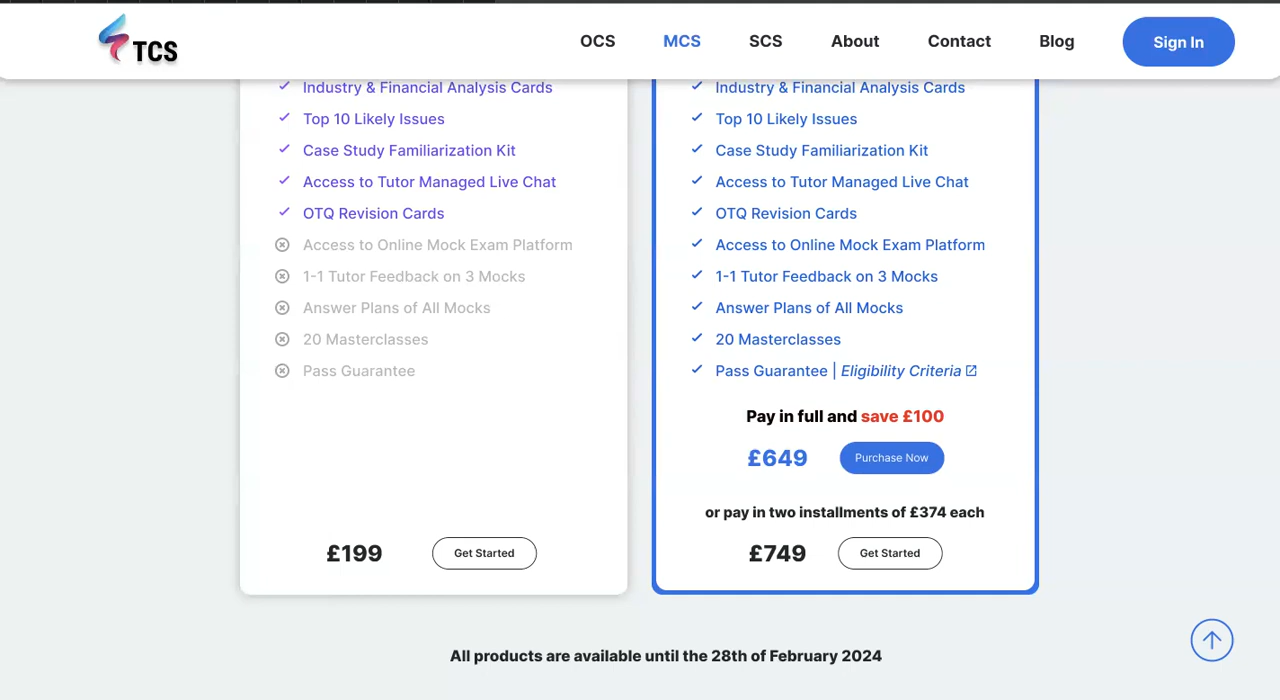 TCS
OCS
MCS
SCS
About
Contact
Blog
Sign In
Industry & Financial Analysis Cards
Top 10 Likely Issues
Case Study Familiarization Kit
Access to Tutor Managed Live Chat
OTQ Revision Cards
Access to Online Mock Exam Platform
1-1 Tutor Feedback on 3 Mocks
Answer Plans of All Mocks
20 Masterclasses
Pass Guarantee
£199
Get Started
Industry & Financial Analysis Cards
Top 10 Likely Issues
Case Study Familiarization Kit
Access to Tutor Managed Live Chat
OTQ Revision Cards
Access to Online Mock Exam Platform
1-1 Tutor Feedback on 3 Mocks
Answer Plans of All Mocks
20 Masterclasses
Pass Guarantee | Eligibility Criteria
Pay in full and save £100
£649
Purchase Now
or pay in two installments of £374 each
£749
Get Started
All products are available until the 28th of February 2024